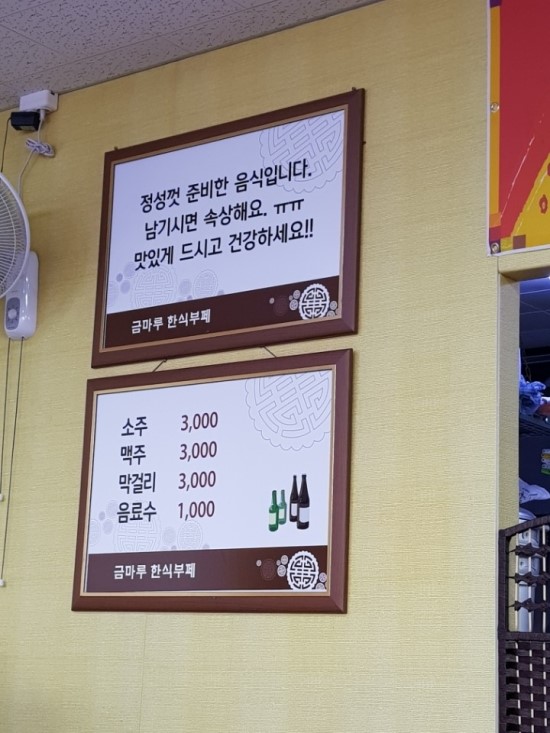 정성껏 준비한 음식입니다.
남기시면 속상해요. ㅠㅠ
맛있게 드시고 건강하세요!!
금마루 한식부페
소주 3,000
맥주 3,000
막걸리 3,000
음료수 1,000
금마루 한식부페